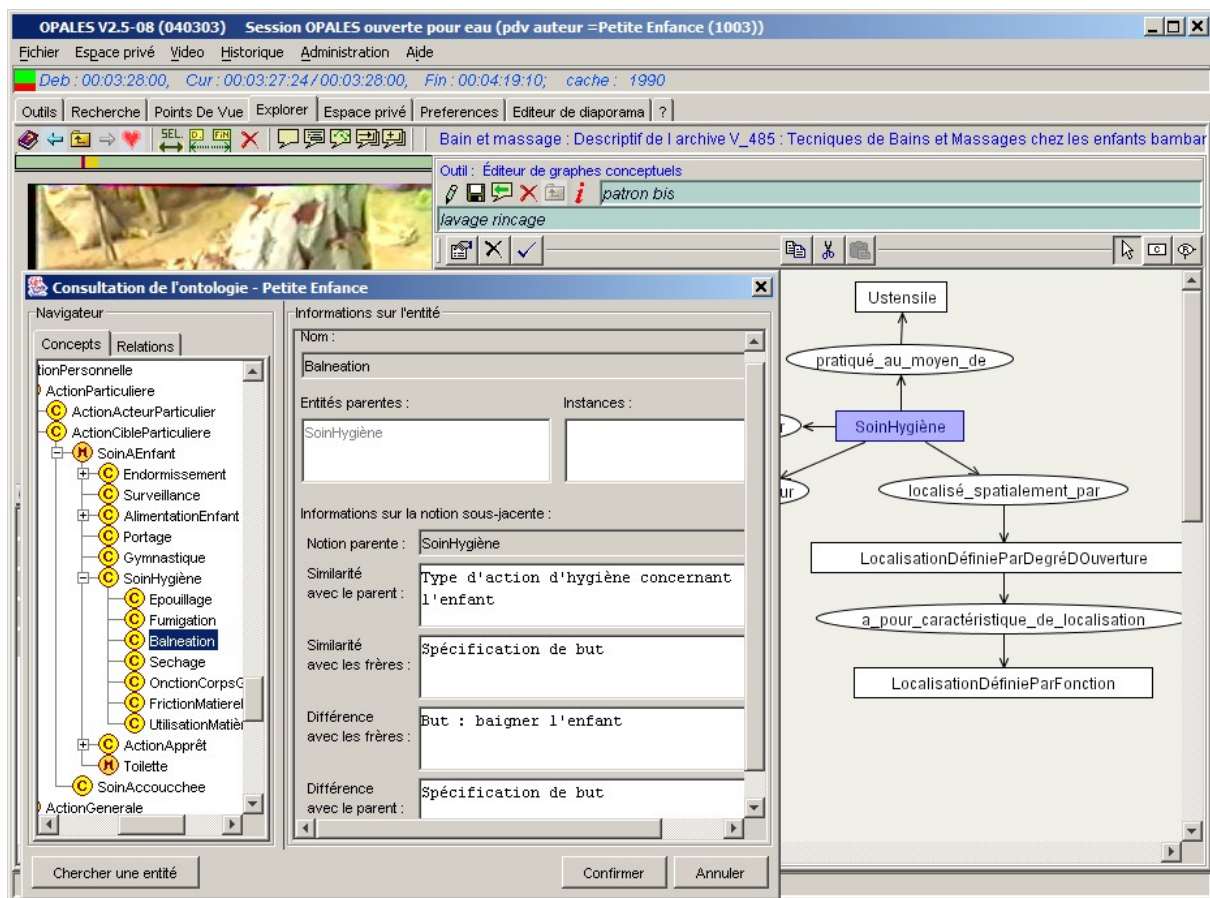 OPALES V2.5-08 (040303) Session OPALES ouverte pour eau (pdv auteur =Petite Enfance (1003))
Fichier Espace privé Video Historique Administration Aide
Deb : 00:03:28:00, Cur : 00:03:27:24 / 00:03:28:00, Fin : 00:04:19:10; cache : 1990
Outils Recherche Points De Vue Explorer Espace privé Preferences Editeur de diaporama ?
SEL. D. FIN Bain et massage : Descriptif de l archive V_485 : Tecniques de Bains et Massages chez les enfants bambar
Outil : Éditeur de graphes conceptuels
patron bis
lavage rincage
Consultation de l'ontologie - Petite Enfance
Navigateur
Concepts Relations
tionPersonnelle
ActionParticuliere
ActionActeurParticulier
ActionCibleParticuliere
SoinAEnfant
Endormissement
Surveillance
AlimentationEnfant
Portage
Gymnastique
SoinHygiène
Epouillage
Fumigation
Balneation
Sechage
OnctionCorpsG
FrictionMatiereI
UtilisationMatièr
ActionApprêt
Toilette
SoinAccoucchee
ActionGenerale
Chercher une entité
Informations sur l'entité
Nom :
Balneation
Entités parentes : Instances :
SoinHygiène
Informations sur la notion sous-jacente :
Notion parente : SoinHygiène
Similarité
avec le parent :
Type d'action d'hygiène concernant
l'enfant
Similarité
avec les frères :
Spécification de but
Différence
avec les frères :
But : baigner l'enfant
Différence
avec le parent :
Spécification de but
Confirmer Annuler
Ustensile
pratiqué_au_moyen_de
SoinHygiène
r
ur
localisé_spatialement_par
LocalisationDéfinieParDegréDOuverture
a_pour_caractéristique_de_localisation
LocalisationDéfinieParFonction